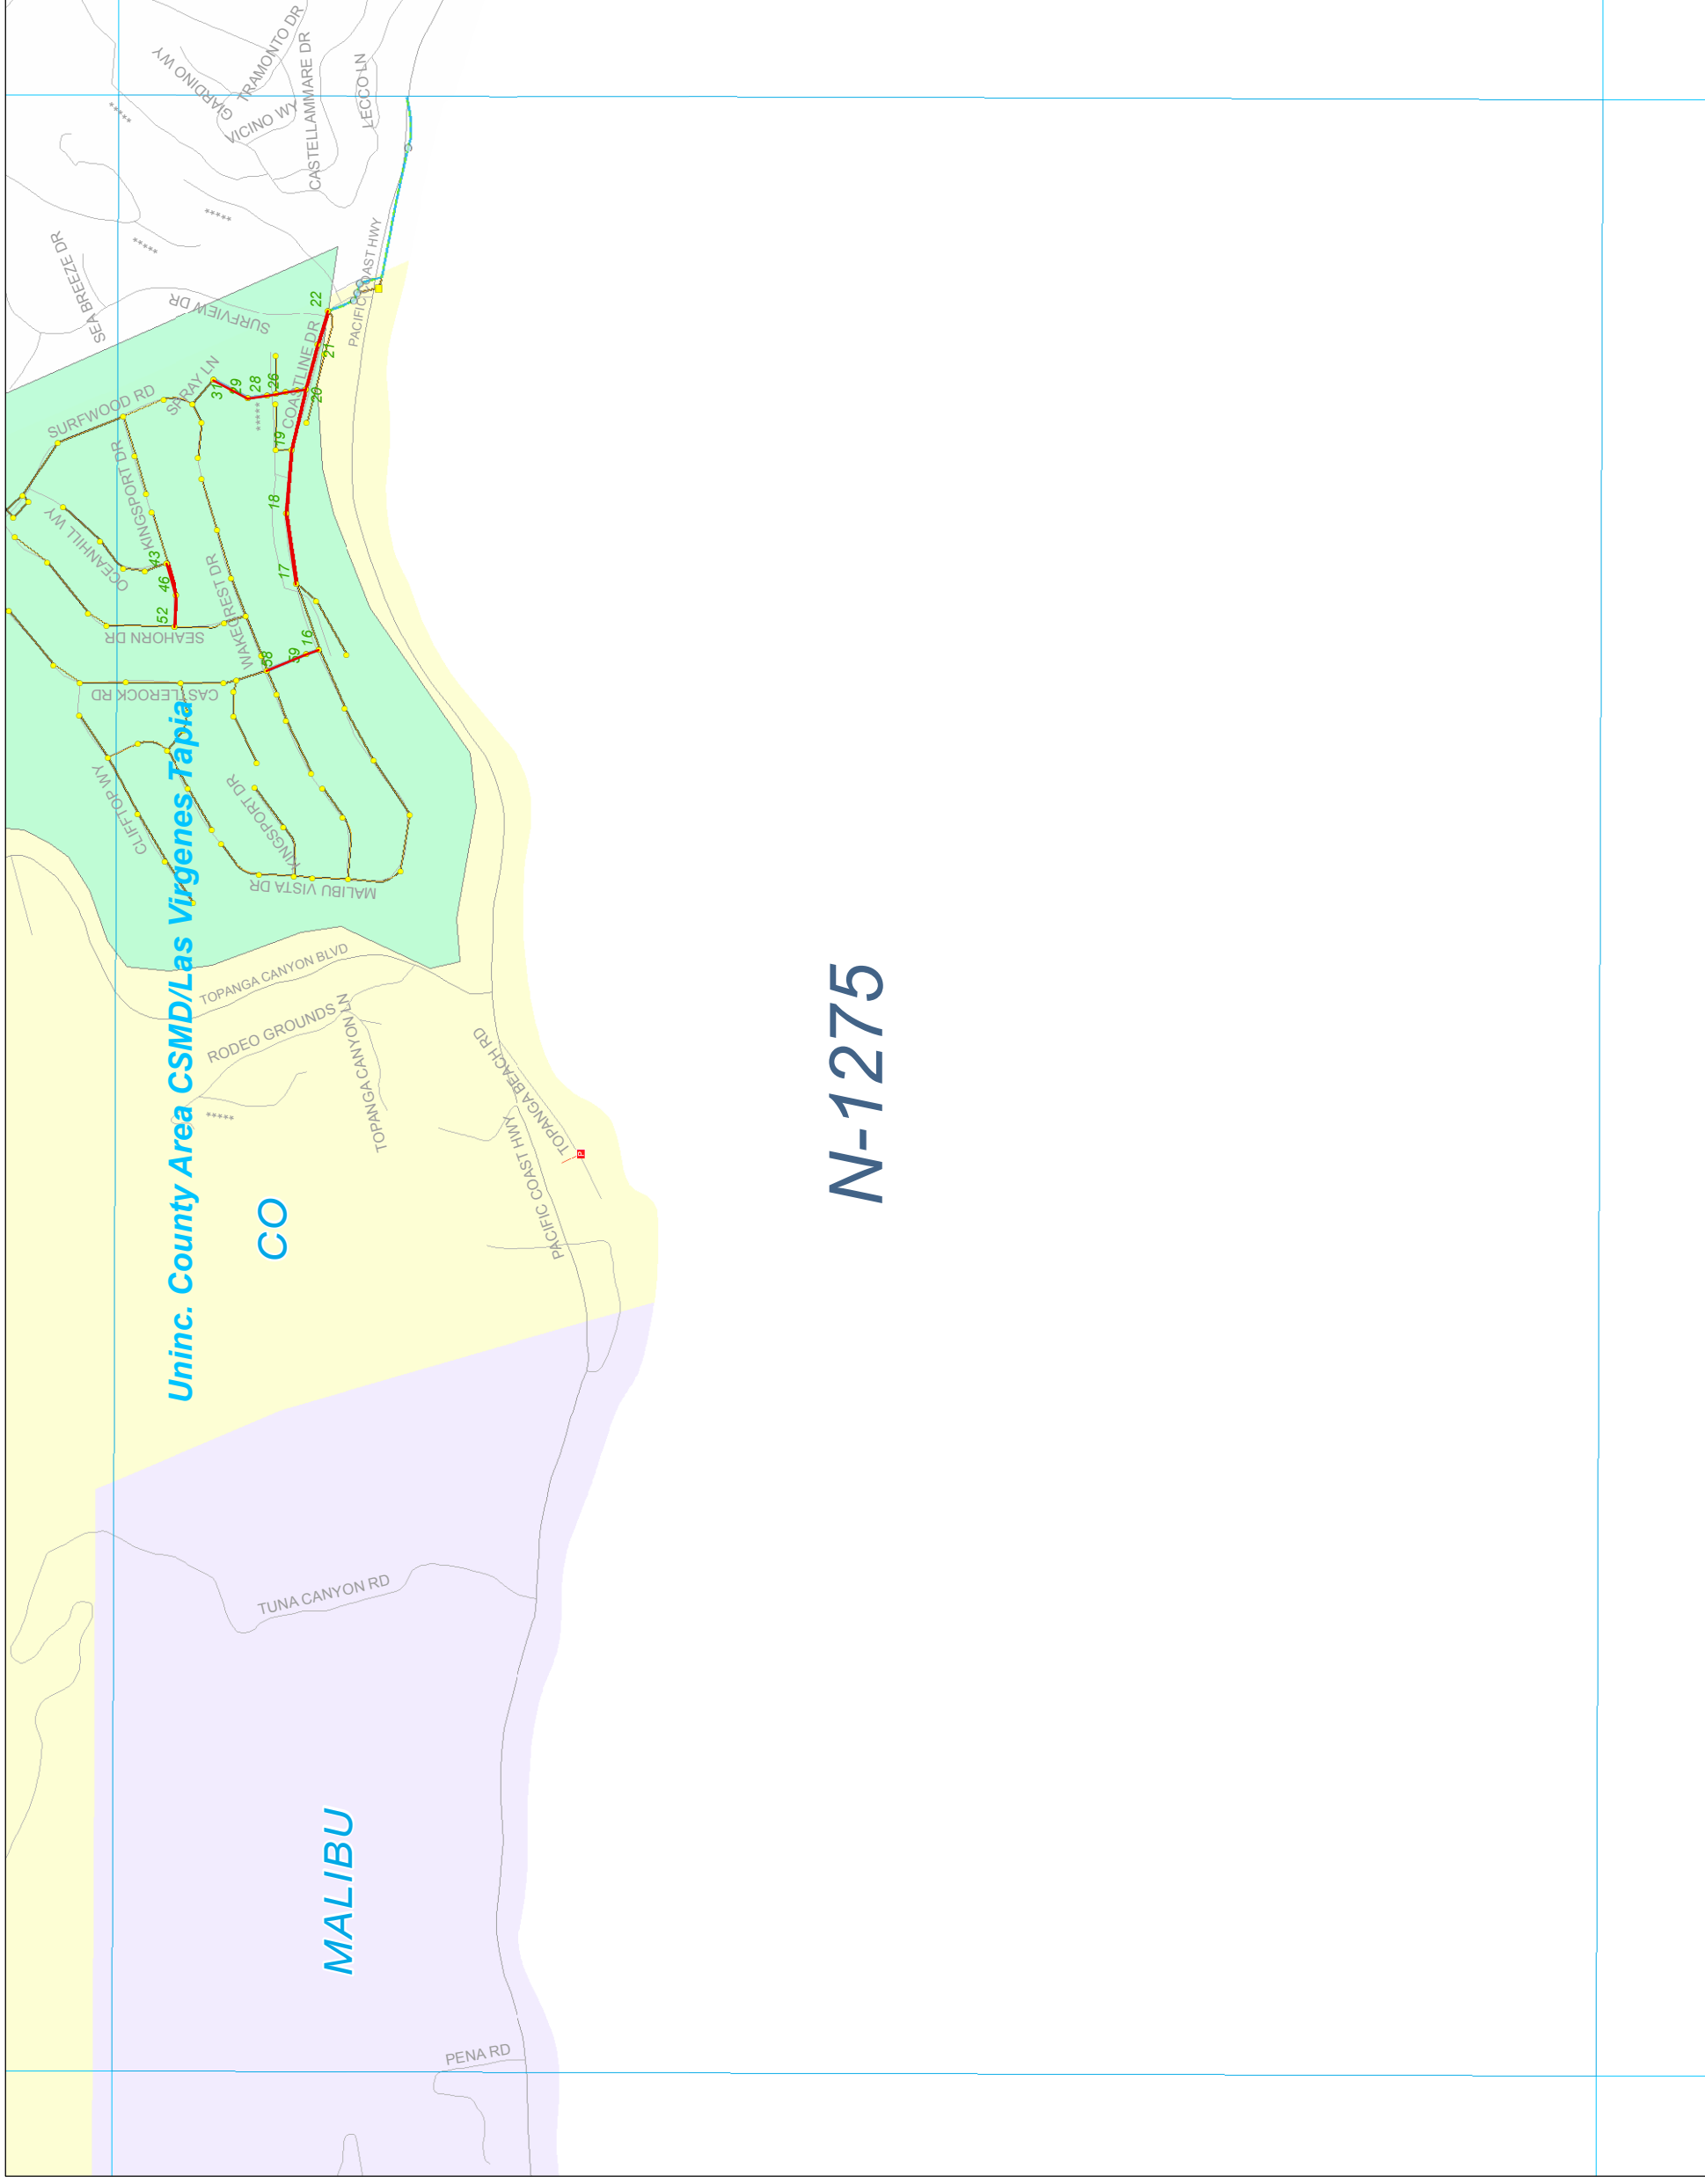 TRAMONTO DR
GIARDINO WY
VICINO WY
CASTELLAMMARE DR
LECCO LN
*****
*****
*****
SEA BREEZE DR
SURFVIEW DR
PACIFIC COAST HWY
PACIFIC
22
COASTLINE DR
21
20
26
28
29
31
SPRAY LN
*****
19
18
17
SURFWOOD RD
KINGSPORT DR
OCEANHILL WY
43
46
52
SEAHORN DR
WAKECREST DR
16
59
58
CASTLEROCK RD
CLIFFTOP WY
KINGSPORT DR
MALIBU VISTA DR
Uninc. County Area CSMD/Las Virgenes Tapia
TOPANGA CANYON BLVD
RODEO GROUNDS LN
TOPANGA CANYON LN
*****
TOPANGA BEACH RD
PACIFIC COAST HWY
P
CO
N-1275
TUNA CANYON RD
MALIBU
PENA RD